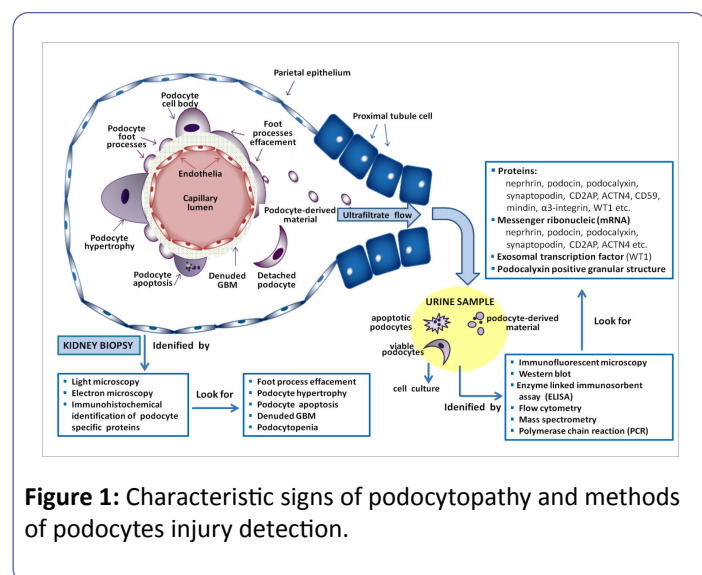 Parietal epithelium
Podocyte
cell body
Proximal tubule cell
Podocyte
foot
processes
Foot
processes
effacement
Endothelia
Capillary
lumen
Podocyte-derived
material
Ultrafiltrate flow
Podocyte
hypertrophy
Podocyte
apoptosis
Denuded
GBM
Detached
podocyte
▪ Proteins:
nephrhin, podocin, podocalyxin,
synaptopodin, CD2AP, ACTN4, CD59,
mindin, α3-integrin, WT1 etc.
▪ Messenger ribonucleic (mRNA)
nephrhin, podocin, podocalyxin,
synaptopodin, CD2AP, ACTN4 etc.
▪ Exosomal transcription factor (WT1)
▪ Podocalyxin positive granular structure
URINE SAMPLE
apoptotic
podocytes
podocyte-derived
material
viable
podocytes
cell culture
Look for
Idenified by
▪ Immunofluorescent microscopy
▪ Western blot
▪ Enzyme linked immunosorbent
assay (ELISA)
▪ Flow cytometry
▪ Mass spectrometry
▪ Polymerase chain reaction (PCR)
KIDNEY BIOPSY
Idenified by
▪ Light microscopy
▪ Electron microscopy
▪ Immunohistochemical
identification of podocyte
specific proteins
Look for
▪ Foot process effacement
▪ Podocyte hypertrophy
▪ Podocyte apoptosis
▪ Denuded GBM
▪ Podocytopenia
Figure 1: Characteristic signs of podocytopathy and methods
of podocytes injury detection.